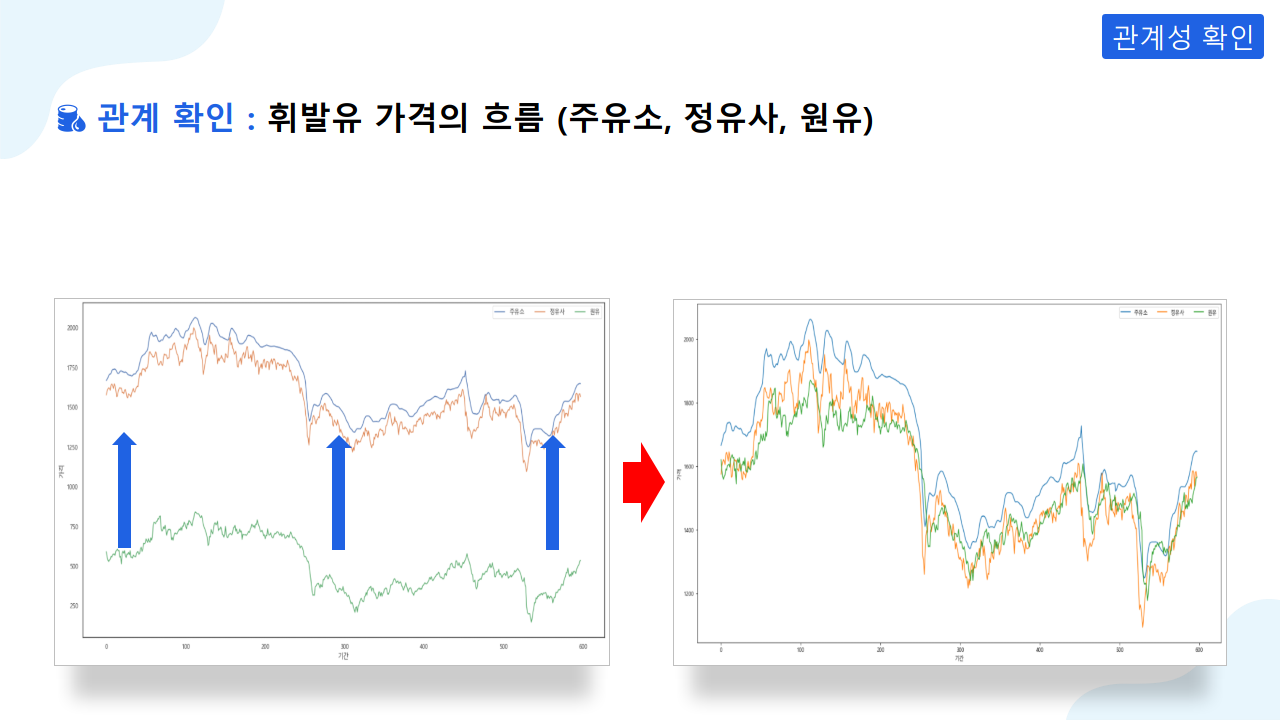 관계성 확인
관계 확인 : 휘발유 가격의 흐름 (주유소, 정유사, 원유)
주유소 정유사 원유
2000
1750
1500
1250
1000
750
500
250
가격
0 100 200 300 400 500 600
기간
주유소 정유사 원유
2000
1800
1600
1400
1200
가격
0 100 200 300 400 500 600
기간